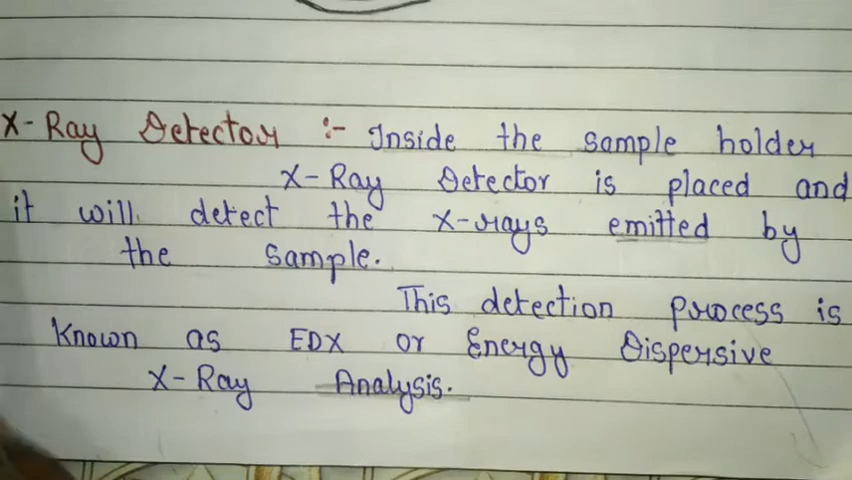 X-Ray Detector :- Inside the sample holder
X-Ray Detector is placed and
it will detect the X-rays emitted by
the sample.
This detection process is
Known as EDX or Energy Dispersive
X-Ray Analysis.